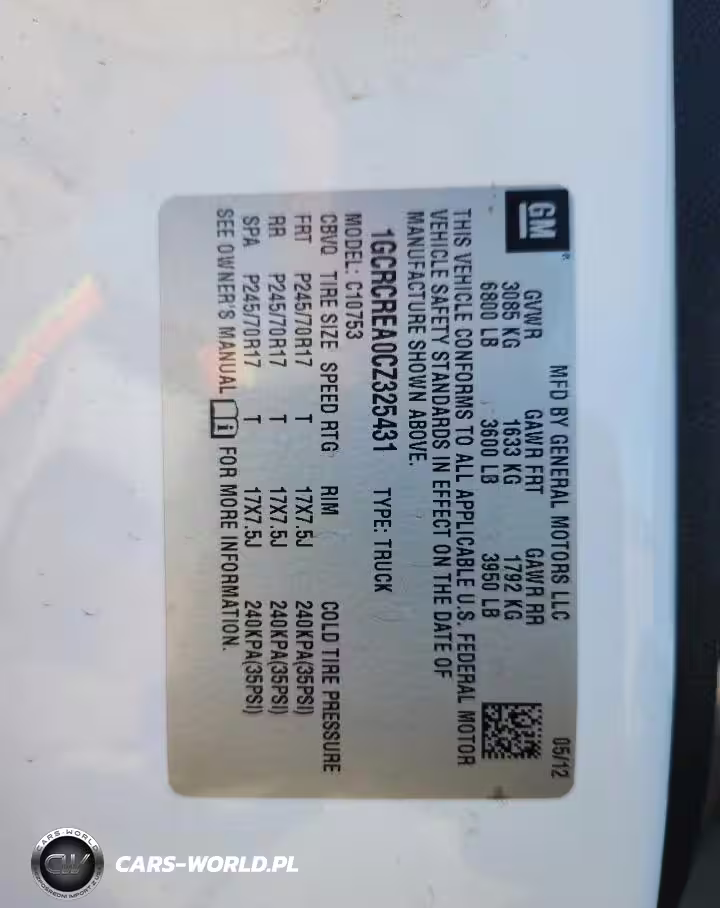 GM
MFD BY GENERAL MOTORS LLC 05/12
GVWR GAWR FRT GAWR RR
3085 KG 1633 KG 1792 KG
6800 LB 3600 LB 3950 LB
THIS VEHICLE CONFORMS TO ALL APPLICABLE U.S. FEDERAL MOTOR
VEHICLE SAFETY STANDARDS IN EFFECT ON THE DATE OF
MANUFACTURE SHOWN ABOVE.
1GCRCREA0CZ325431 TYPE: TRUCK
MODEL: C10753
CBVQ TIRE SIZE SPEED RTG RIM COLD TIRE PRESSURE
FRT P245/70R17 T 17X7.5J 240KPA(35PSI)
RR P245/70R17 T 17X7.5J 240KPA(35PSI)
SPA P245/70R17 T 17X7.5J 240KPA(35PSI)
SEE OWNER'S MANUAL FOR MORE INFORMATION.
CARS-WORLD
CW
CARS-WORLD.PL